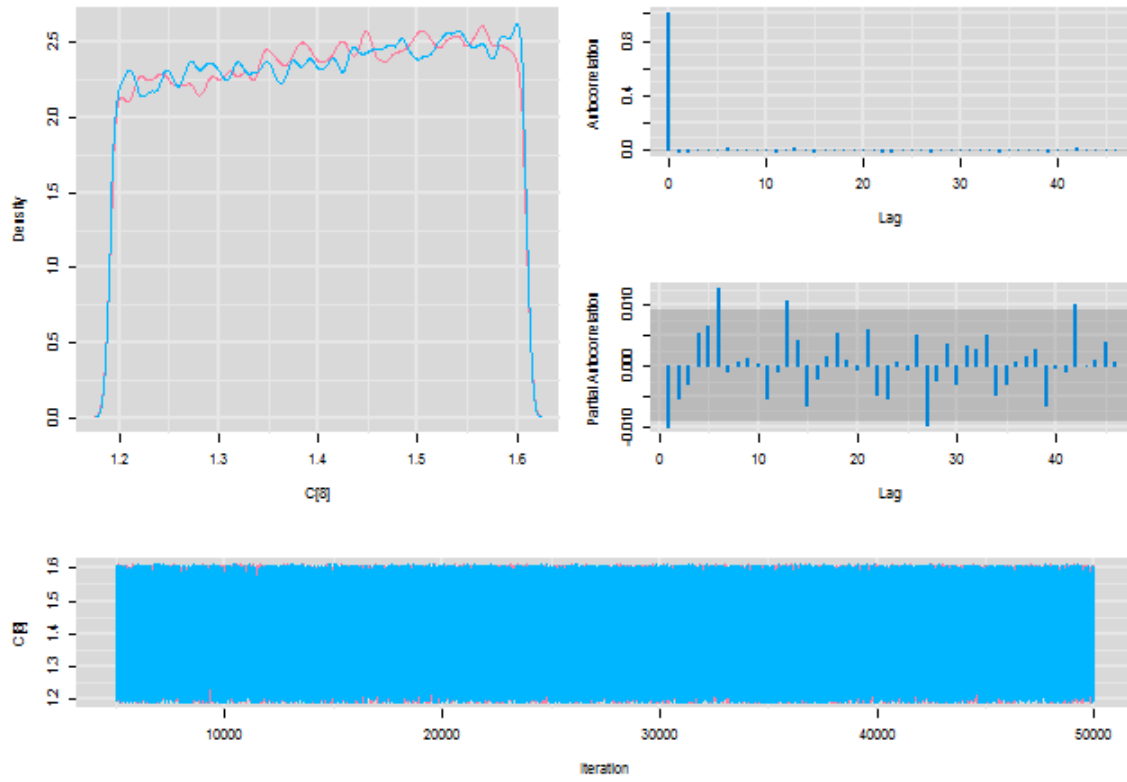 Density
2.5
2.0
1.5
1.0
0.5
0.0
1.2 1.3 1.4 1.5 1.6
C[8]
Autocorrelation
0.8
0.4
0.0
0 10 20 30 40
Lag
Partial Autocorrelation
0.010
0.000
-0.010
0 10 20 30 40
Lag
C[8]
1.6
1.5
1.4
1.3
1.2
10000 20000 30000 40000 50000
Iteration